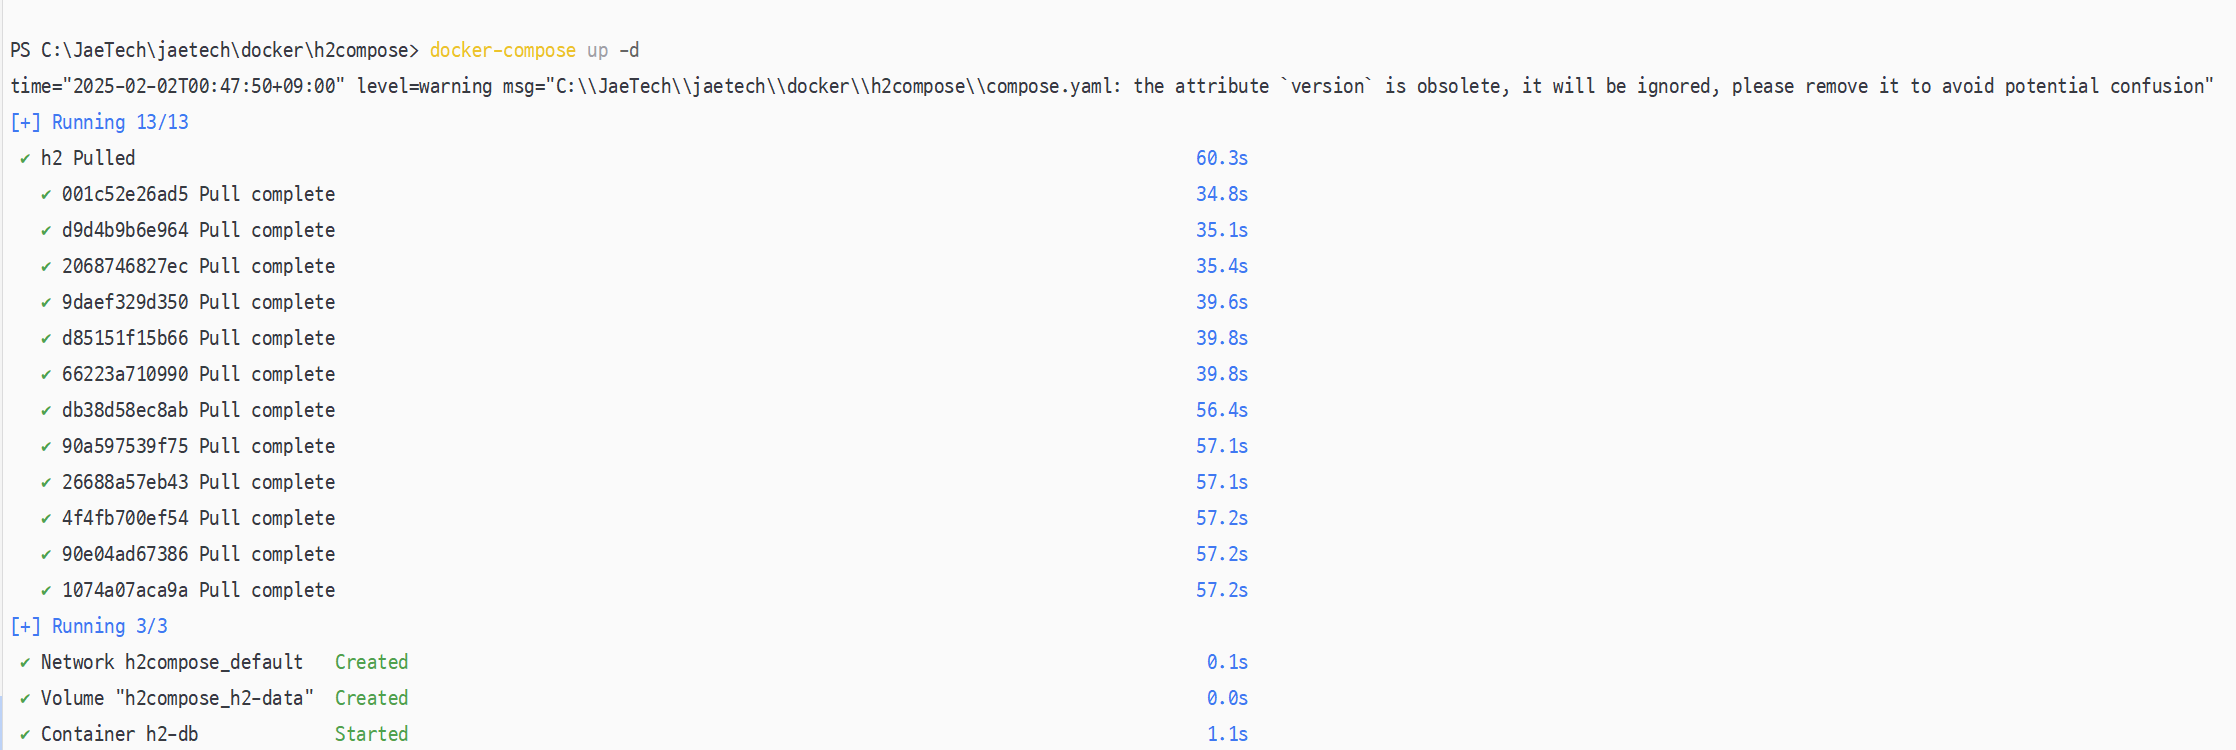 PS C:\JaeTech\jaetech\docker\h2compose> docker-compose up -d
time="2025-02-02T00:47:50+09:00" level=warning msg="C:\\JaeTech\\jaetech\\docker\\h2compose\\compose.yaml: the attribute `version` is obsolete, it will be ignored, please remove it to avoid potential confusion"
[+] Running 13/13
✔ h2 Pulled 60.3s
✔ 001c52e26ad5 Pull complete 34.8s
✔ d9d4b9b6e964 Pull complete 35.1s
✔ 2068746827ec Pull complete 35.4s
✔ 9daef329d350 Pull complete 39.6s
✔ d85151f15b66 Pull complete 39.8s
✔ 66223a710990 Pull complete 39.8s
✔ db38d58ec8ab Pull complete 56.4s
✔ 90a597539f75 Pull complete 57.1s
✔ 26688a57eb43 Pull complete 57.1s
✔ 4f4fb700ef54 Pull complete 57.2s
✔ 90e04ad67386 Pull complete 57.2s
✔ 1074a07aca9a Pull complete 57.2s
[+] Running 3/3
✔ Network h2compose_default Created 0.1s
✔ Volume "h2compose_h2-data" Created 0.0s
✔ Container h2-db Started 1.1s